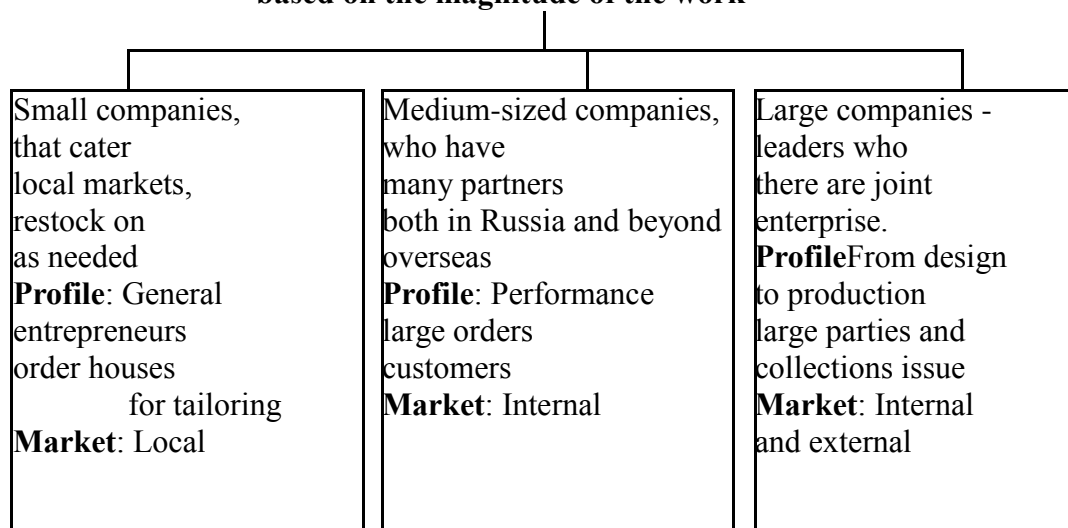 based on the magnitude of the work
Small companies,
that cater
local markets,
restock on
as needed
Profile: General
entrepreneurs
order houses
for tailoring
Market: Local
Medium-sized companies,
who have
many partners
both in Russia and beyond
overseas
Profile: Performance
large orders
customers
Market: Internal
Large companies -
leaders who
there are joint
enterprise.
ProfileFrom design
to production
large parties and
collections issue
Market: Internal
and external